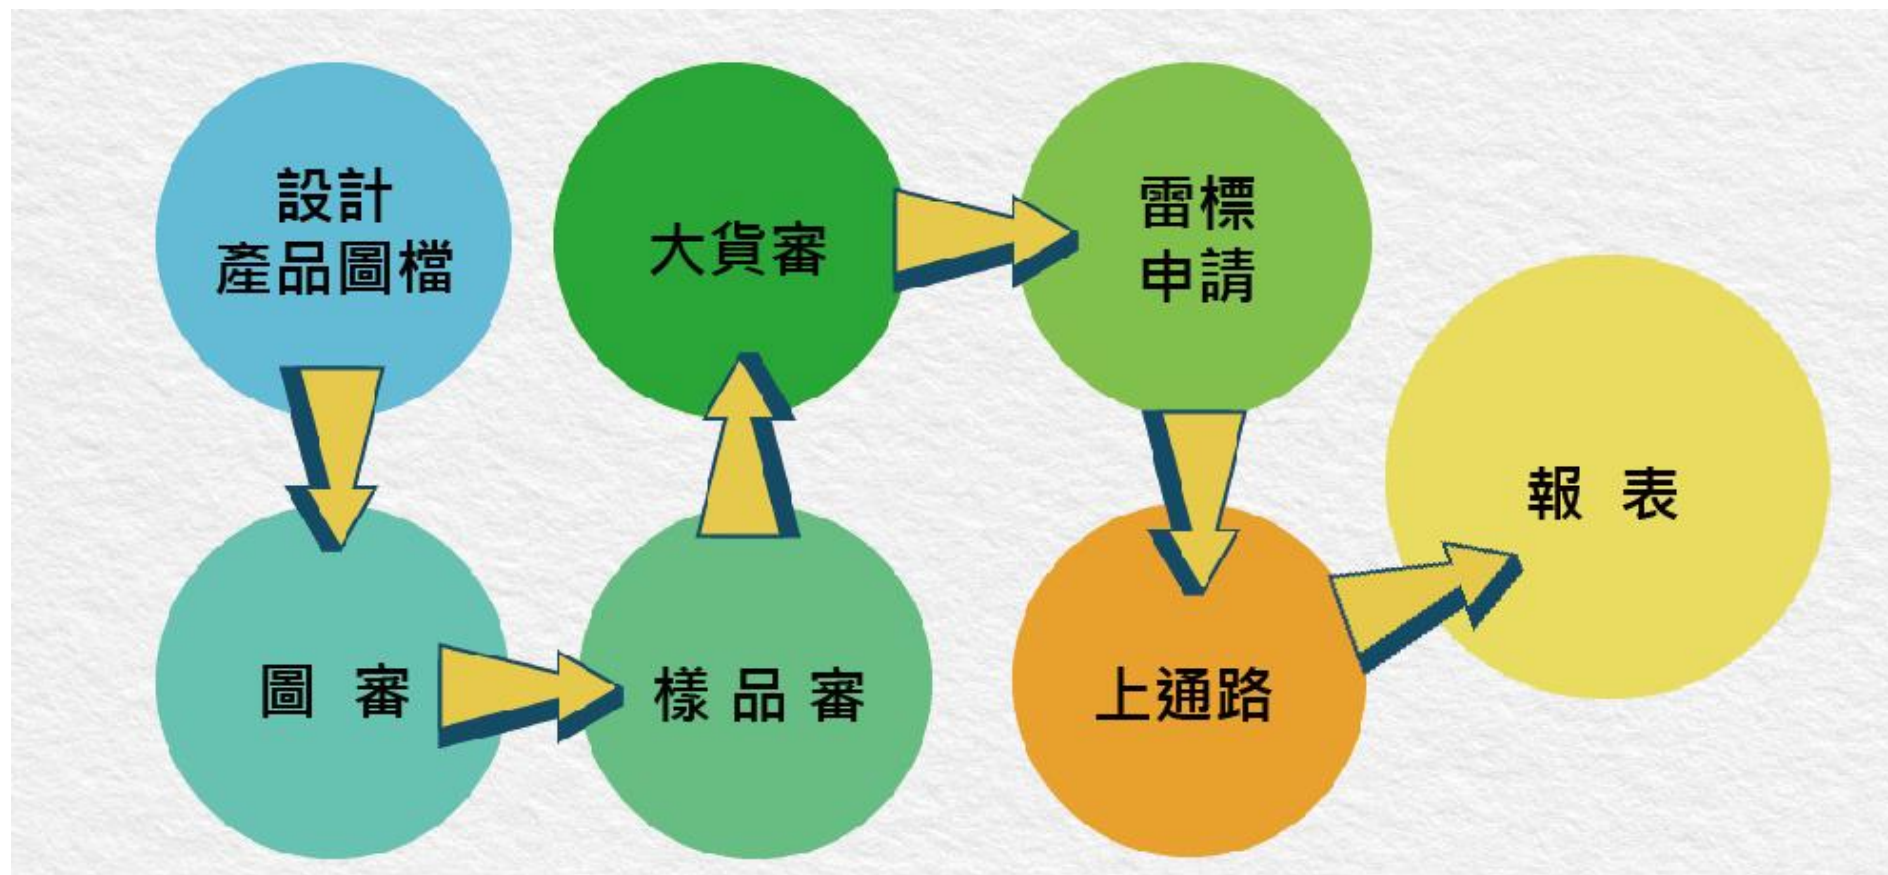 設計
產品圖檔
圖 審
樣 品 審
大貨審
雷標
申請
上通路
報 表